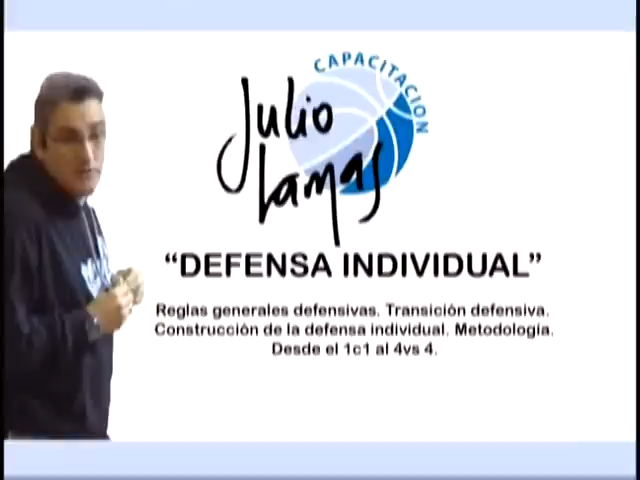 CAPACITACION
Julio
Lamas
“DEFENSA INDIVIDUAL”
Reglas generales defensivas. Transición defensiva.
Construcción de la defensa individual. Metodología.
Desde el 1c1 al 4vs 4.